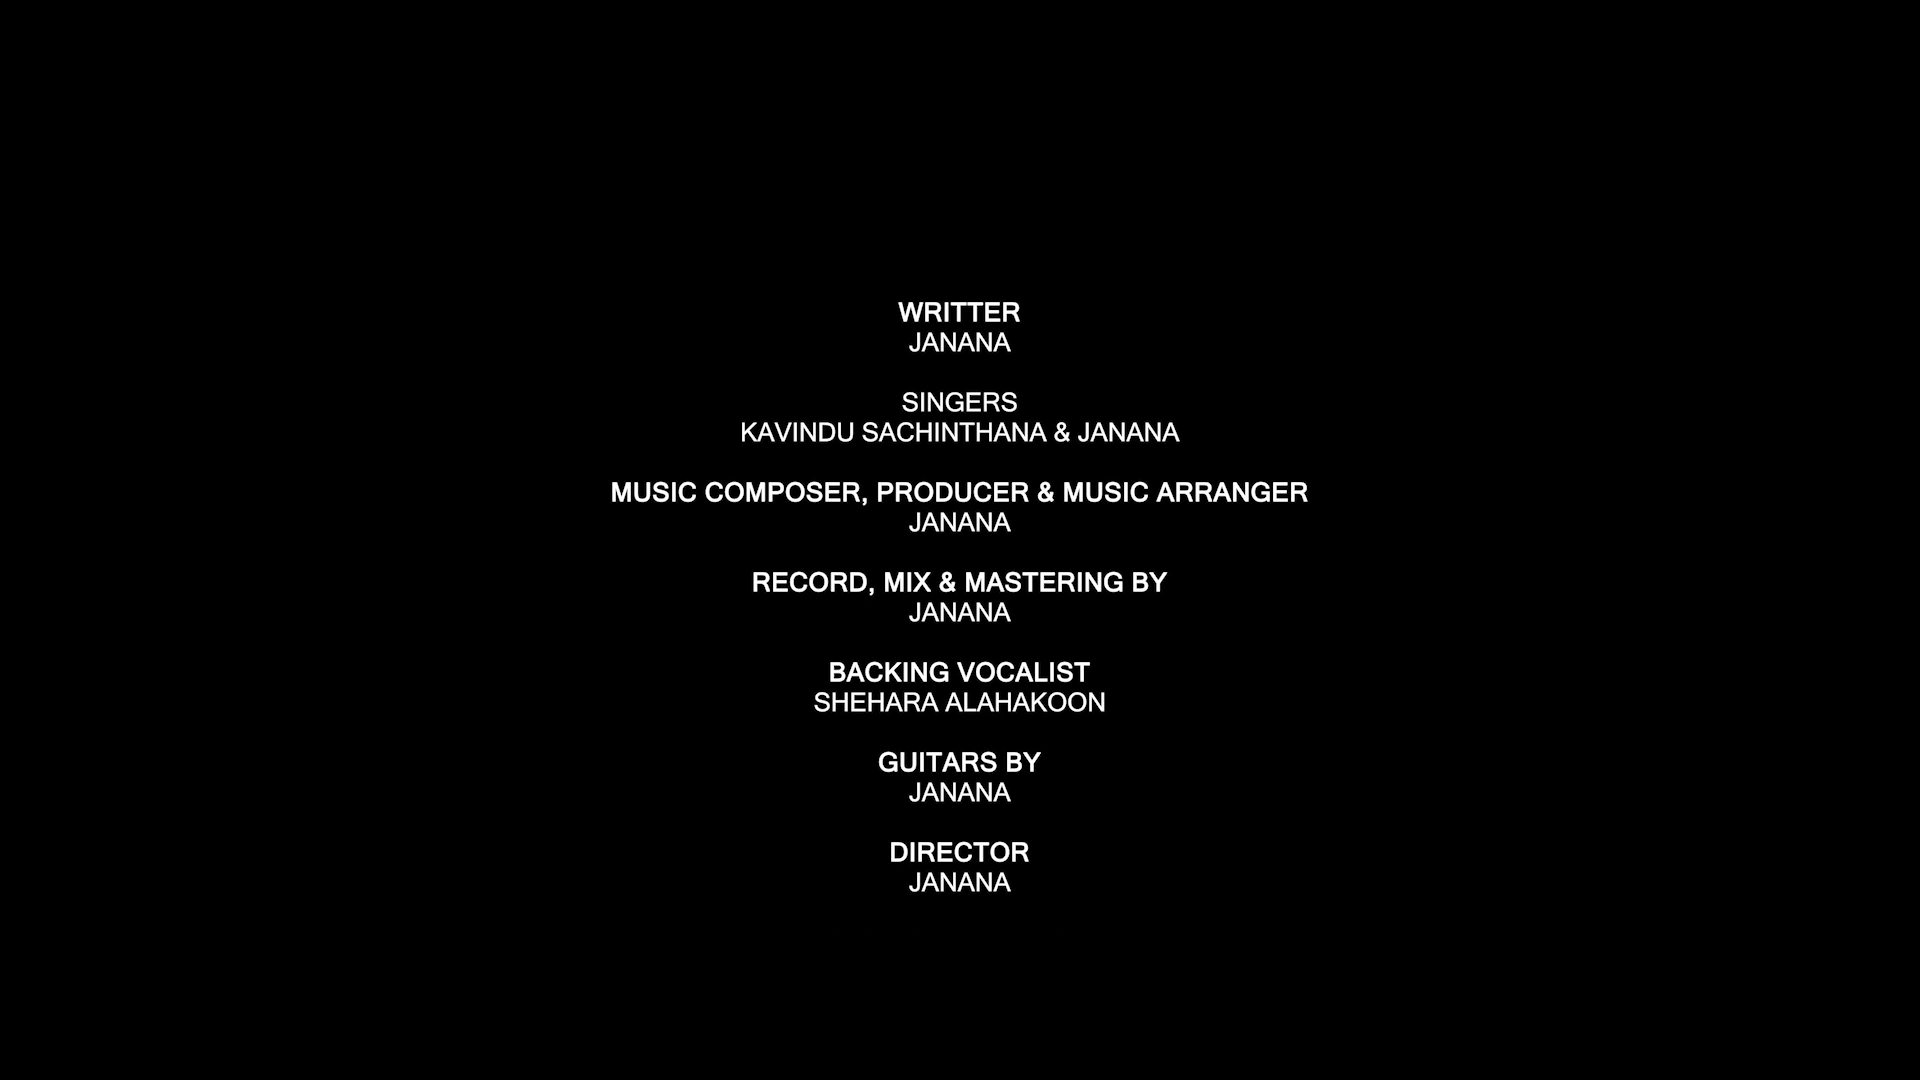 WRITTER
JANANA
SINGERS
KAVINDU SACHINTHANA & JANANA
MUSIC COMPOSER, PRODUCER & MUSIC ARRANGER
JANANA
RECORD, MIX & MASTERING BY
JANANA
BACKING VOCALIST
SHEHARA ALAHAKOON
GUITARS BY
JANANA
DIRECTOR
JANANA